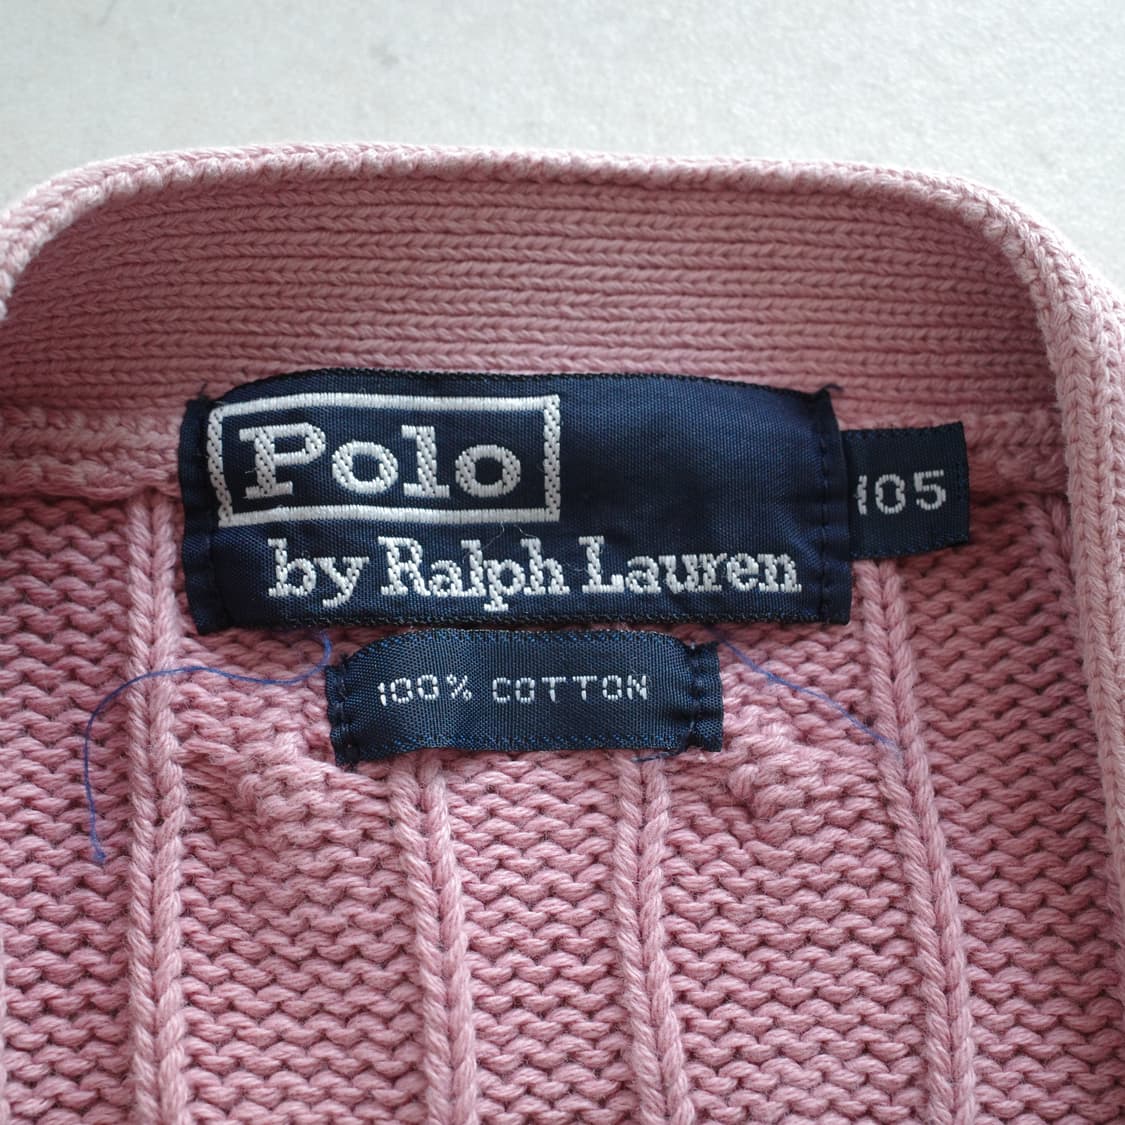 Polo
by Ralph Lauren
105
100% COTTON